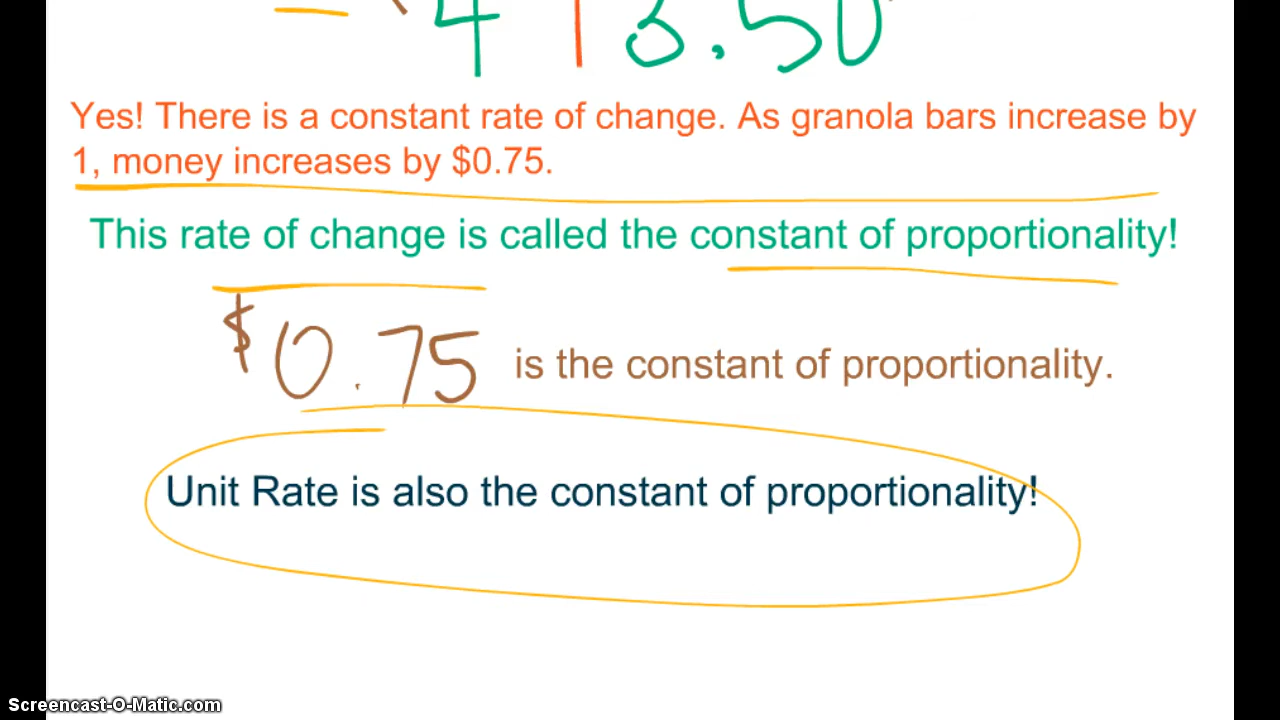 4
Yes! There is a constant rate of change. As granola bars increase by
1, money increases by $0.75.
This rate of change is called the constant of proportionality!
$0.75 is the constant of proportionality.
Unit Rate is also the constant of proportionality!
Screencast-O-Matic.com